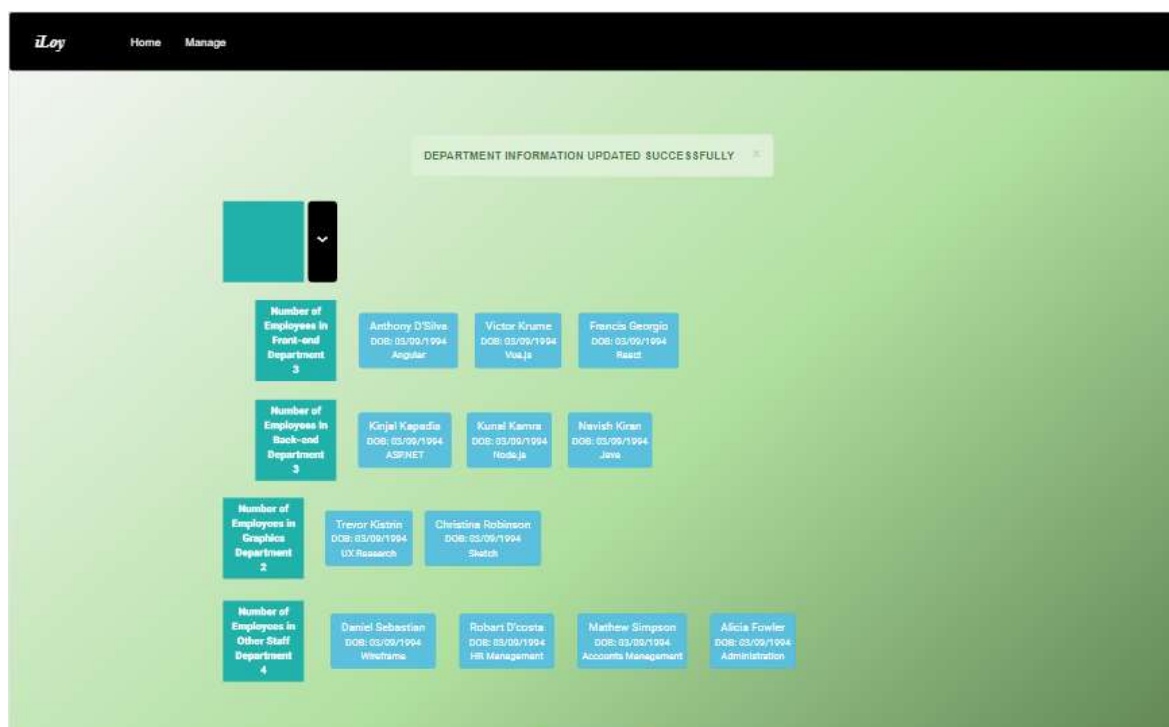 iLoy Home Manage
DEPARTMENT INFORMATION UPDATED SUCCESSFULLY ×
Number of
Employees in
Front-end
Department
3
Anthony D'Silva
DOB: 03/09/1994
Angular
Victor Krume
DOB: 03/09/1994
Vue.js
Francis Georgio
DOB: 03/09/1994
React
Number of
Employees in
Back-end
Department
3
Kinjal Kapadia
DOB: 03/09/1994
ASP.NET
Kunal Kamra
DOB: 03/09/1994
Node.js
Navish Kiran
DOB: 03/09/1994
Java
Number of
Employees in
Graphics
Department
2
Trevor Kistrin
DOB: 03/09/1994
UX Research
Christina Robinson
DOB: 03/09/1994
Sketch
Number of
Employees in
Other Staff
Department
4
Daniel Sebastian
DOB: 03/09/1994
Wireframe
Robart D'costa
DOB: 03/09/1994
HR Management
Mathew Simpson
DOB: 03/09/1994
Accounts Management
Alicia Fowler
DOB: 03/09/1994
Administration